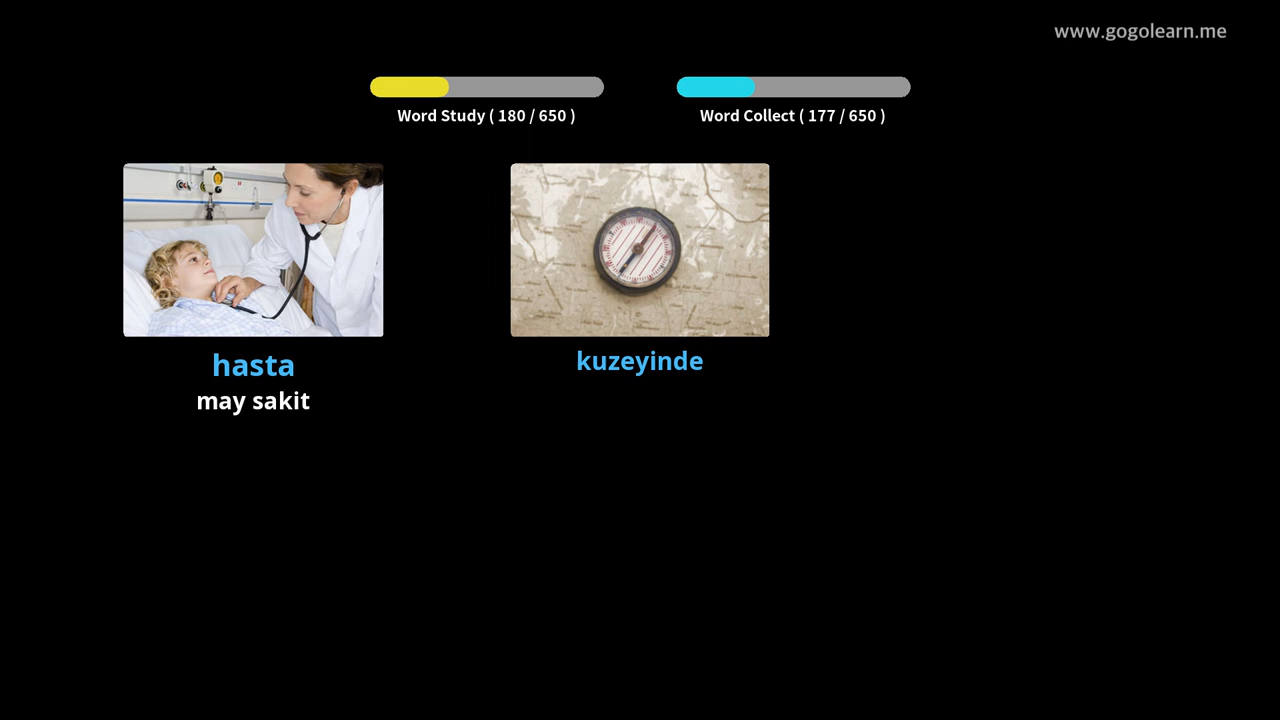 www.gogolearn.me
Word Study ( 180 / 650 )
Word Collect ( 177 / 650 )
hasta
may sakit
kuzeyinde